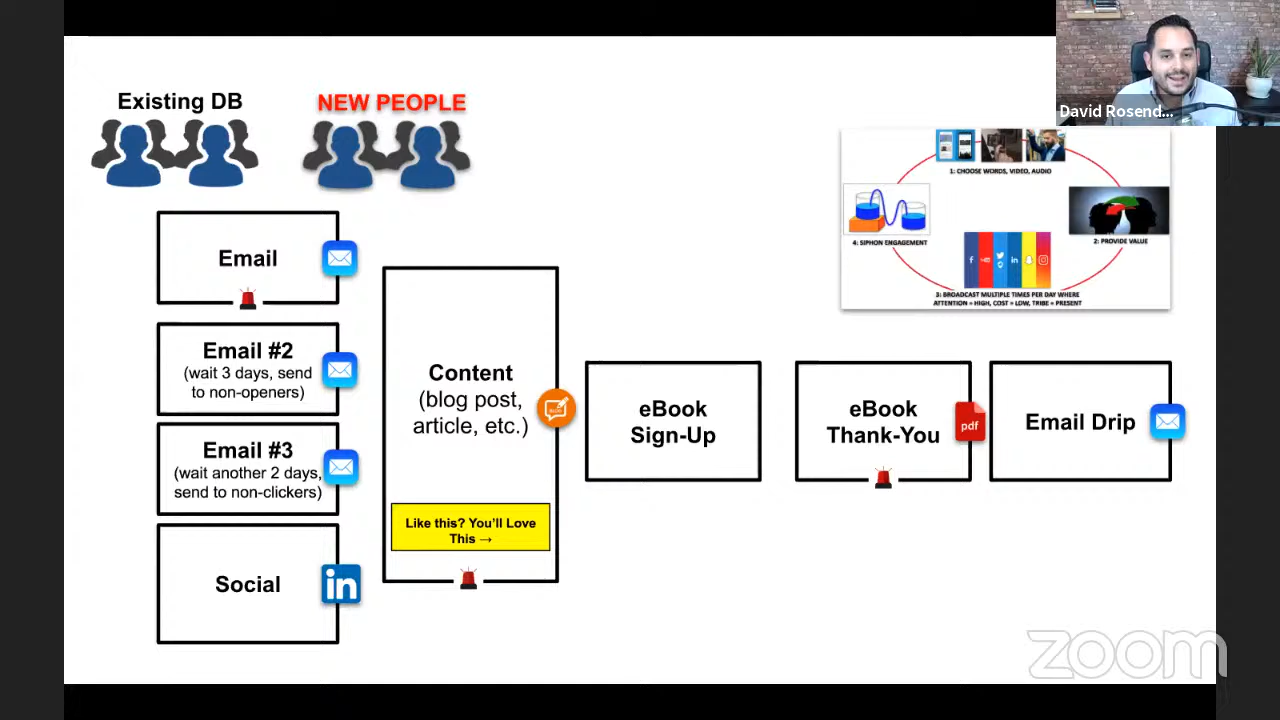 Existing DB
NEW PEOPLE
David Rosend...
1: CHOOSE WORDS, VIDEO, AUDIO
4: SIPHON ENGAGEMENT
2: PROVIDE VALUE
3: BROADCAST MULTIPLE TIMES PER DAY WHERE
ATTENTION = HIGH, COST = LOW, TRIBE = PRESENT
Email
Email #2
(wait 3 days, send
to non-openers)
Email #3
(wait another 2 days,
send to non-clickers)
Social
in
Content
(blog post,
article, etc.)
Like this? You'll Love
This →
eBook
Sign-Up
eBook
Thank-You
pdf
Email Drip
zoom